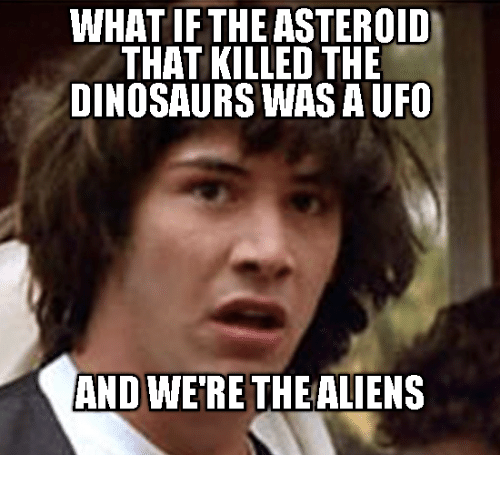 WHAT IF THE ASTEROID
THAT KILLED THE
DINOSAURS WAS A UFO
AND WE'RE THE ALIENS